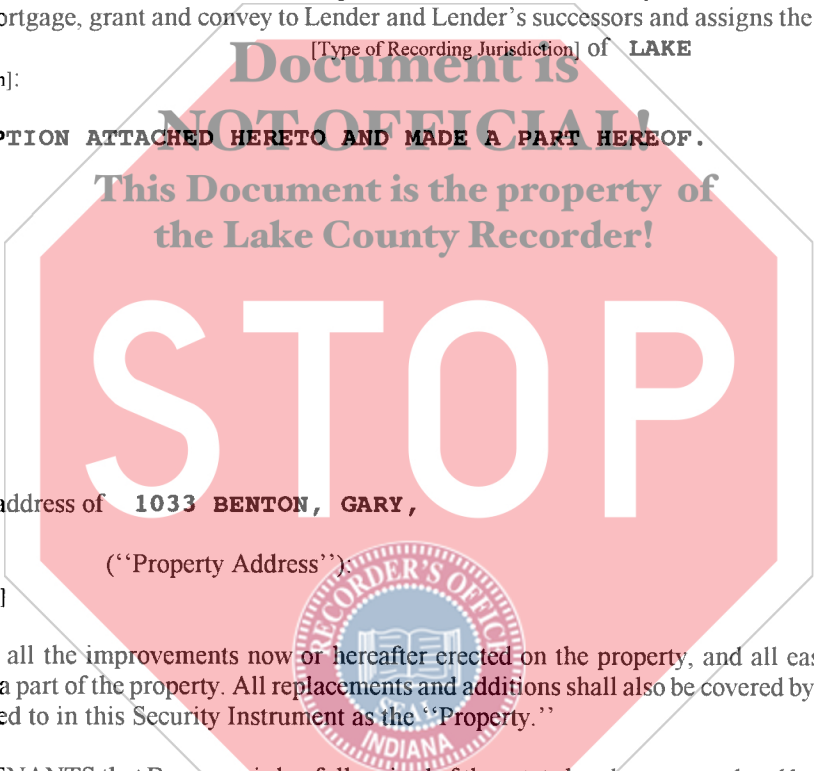 ortgage, grant and convey to Lender and Lender's successors and assigns the
[Type of Recording Jurisdiction] of LAKE
Document is
n]:
NOT OFFICIAL!
PTION ATTACHED HERETO AND MADE A PART HEREOF.
This Document is the property of
the Lake County Recorder!
STOP
address of 1033 BENTON, GARY,
(‘‘Property Address’’):
]
RECORDER'S OFFICE
all the improvements now or hereafter erected on the property, and all eas
a part of the property. All replacements and additions shall also be covered by
ed to in this Security Instrument as the ‘‘Property.’’
SEAL
INDIANA
ENANTS that